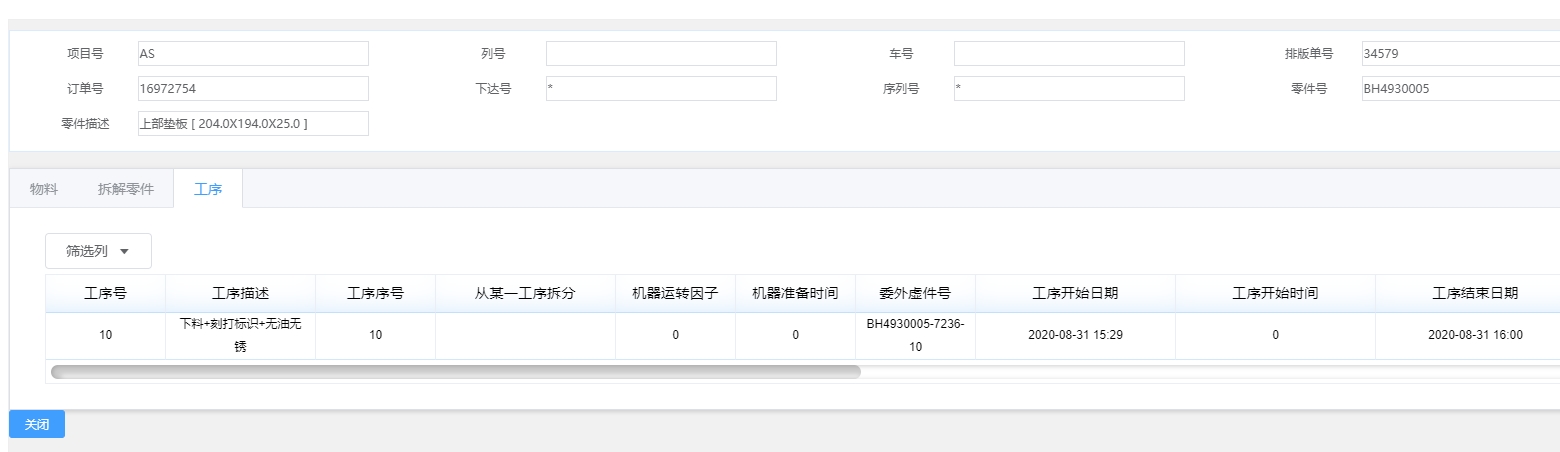 项目号 AS 列号 车号 排版单号 34579
订单号 16972754 下达号 * 序列号 * 零件号 BH4930005
零件描述 上部垫板 [ 204.0X194.0X25.0 ]
物料 拆解零件 工序
筛选列
工序号 工序描述 工序序号 从某一工序拆分 机器运转因子 机器准备时间 委外虚件号 工序开始日期 工序开始时间 工序结束日期
10 下料+刻打标识+无油无锈 10 0 0 BH4930005-7236-10 2020-08-31 15:29 0 2020-08-31 16:00
关闭